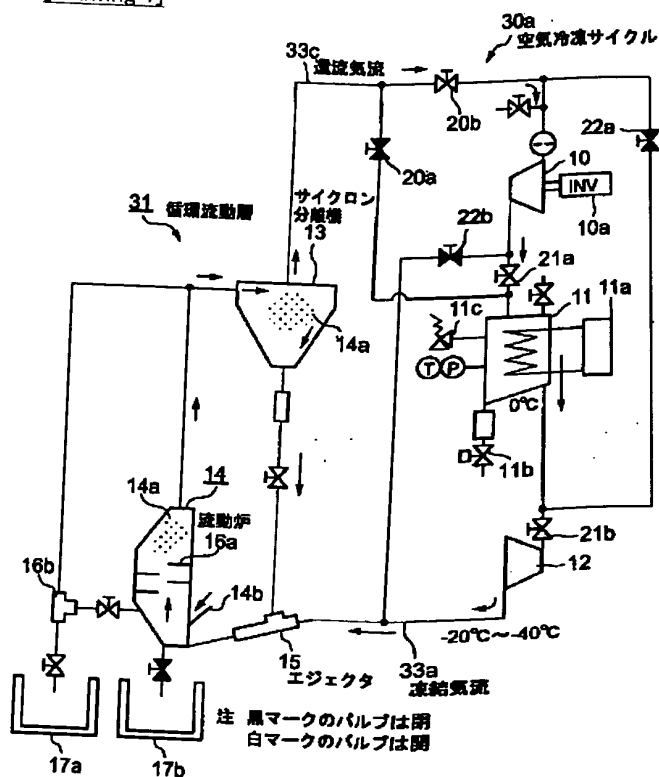 30a
空気冷凍サイクル
33c
還流気流
20b
22a
20a
10
INV
10a
31 循環流動層
サイクロン
分離機
13
22b
21a
11
11a
11c
14a
T P
0℃
11b
14a
14
流動炉
16a
16b
14b
21b
12
15
エジェクタ
-20℃～-40℃
33a
凍結気流
17a
17b
注 黒マークのバルブは閉
白マークのバルブは開